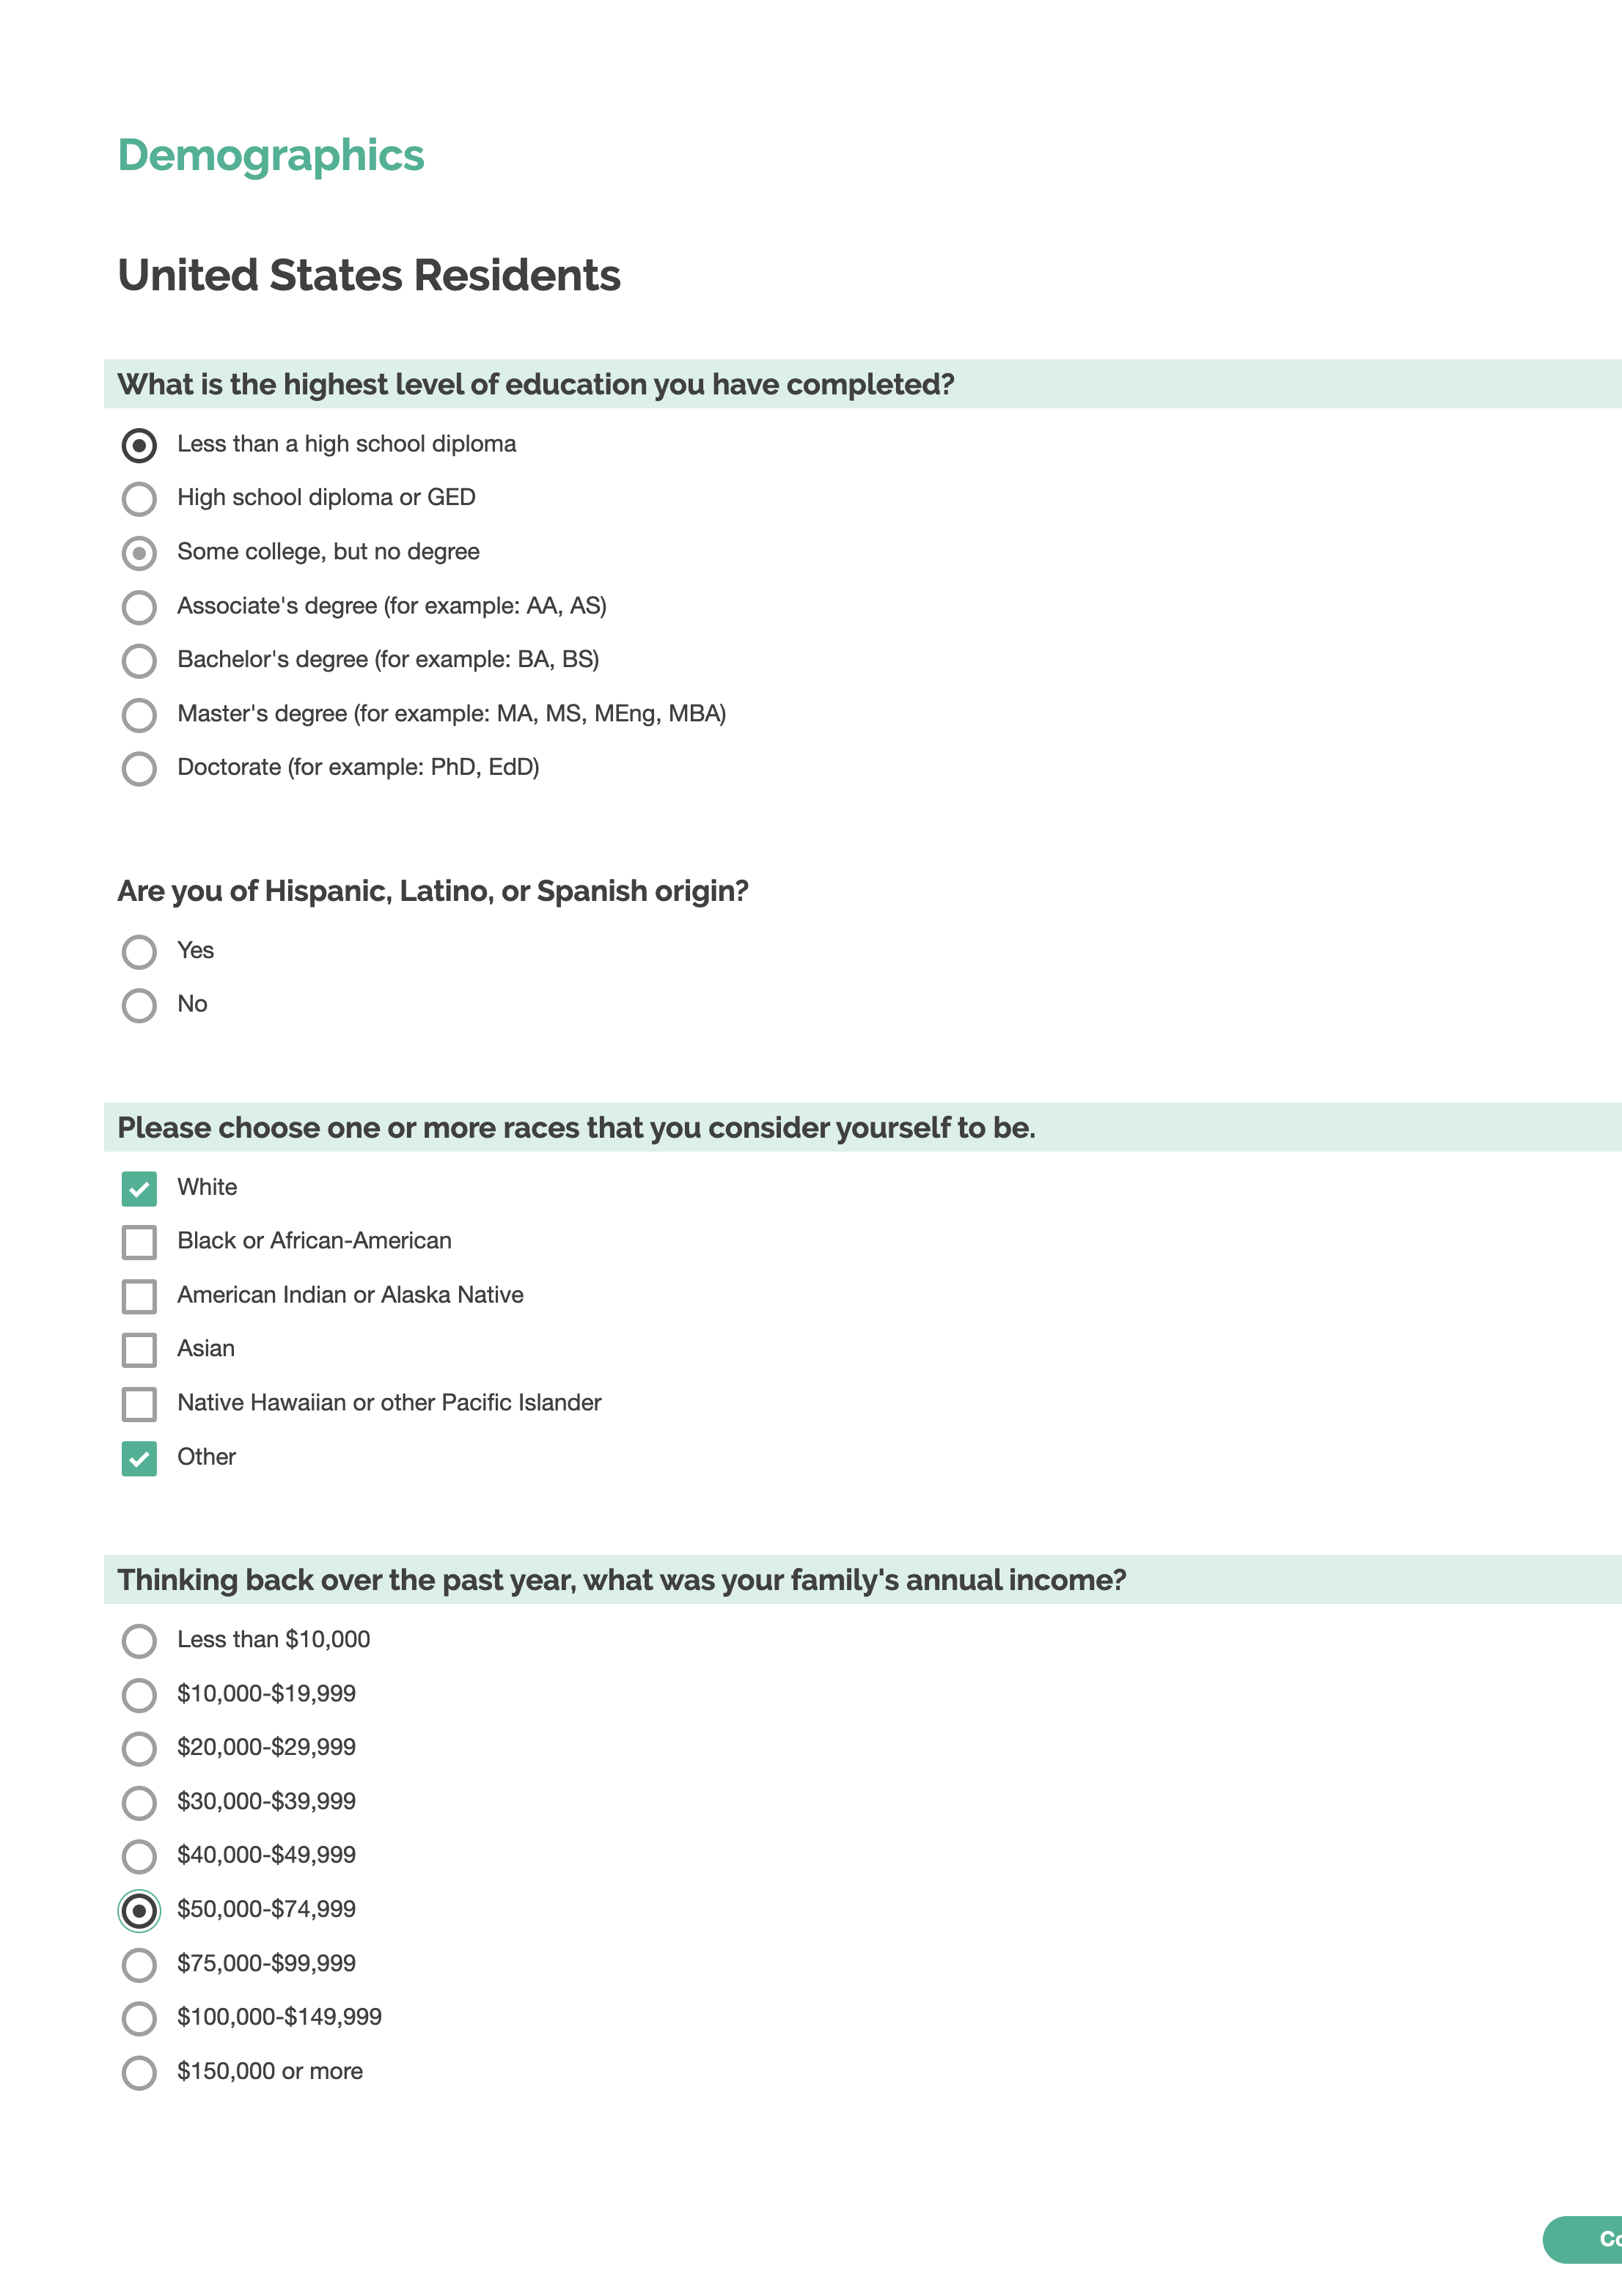 Demographics
United States Residents
What is the highest level of education you have completed?
Less than a high school diploma
High school diploma or GED
Some college, but no degree
Associate's degree (for example: AA, AS)
Bachelor's degree (for example: BA, BS)
Master's degree (for example: MA, MS, MEng, MBA)
Doctorate (for example: PhD, EdD)
Are you of Hispanic, Latino, or Spanish origin?
Yes
No
Please choose one or more races that you consider yourself to be.
White
Black or African-American
American Indian or Alaska Native
Asian
Native Hawaiian or other Pacific Islander
Other
Thinking back over the past year, what was your family's annual income?
Less than $10,000
$10,000-$19,999
$20,000-$29,999
$30,000-$39,999
$40,000-$49,999
$50,000-$74,999
$75,000-$99,999
$100,000-$149,999
$150,000 or more